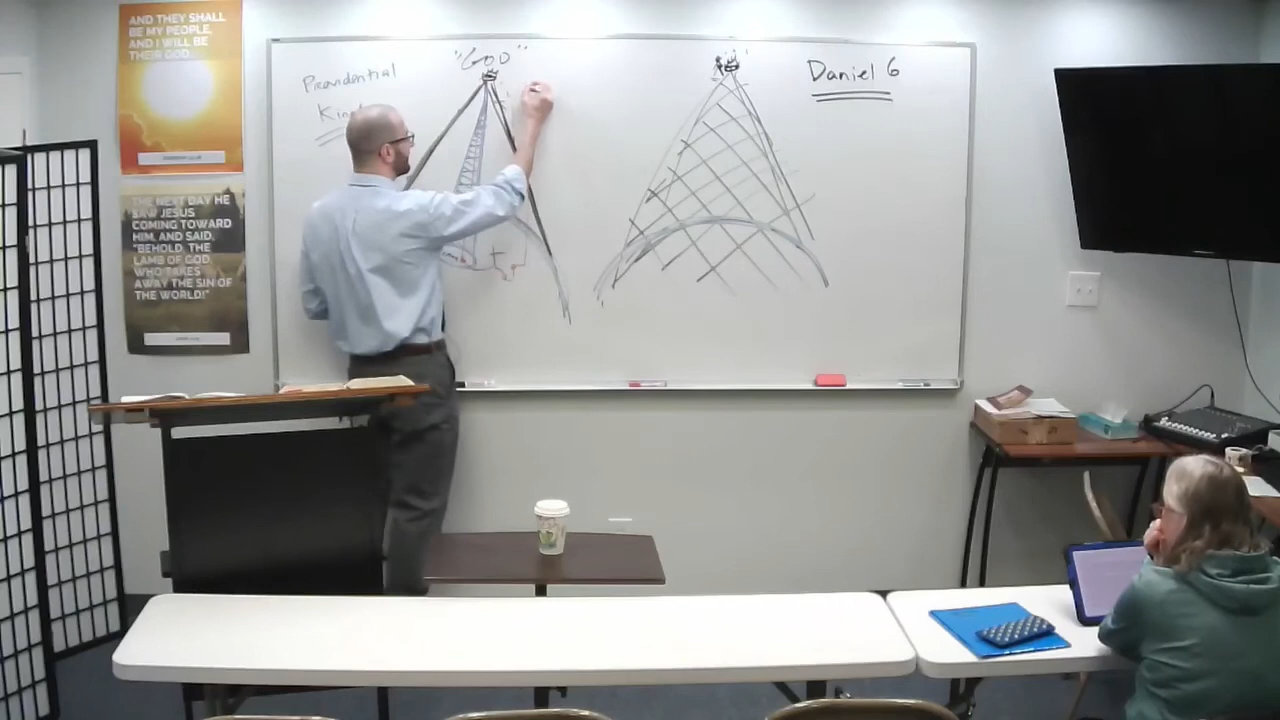 AND THEY SHALL
BE MY PEOPLE,
AND I WILL BE
THEIR GOD.
THE NEXT DAY HE
SAW JESUS
COMING TOWARD
HIM, AND SAID,
"BEHOLD, THE
LAMB OF GOD,
WHO TAKES
AWAY THE SIN OF
THE WORLD!"
Providential
"GOD"
Daniel 6